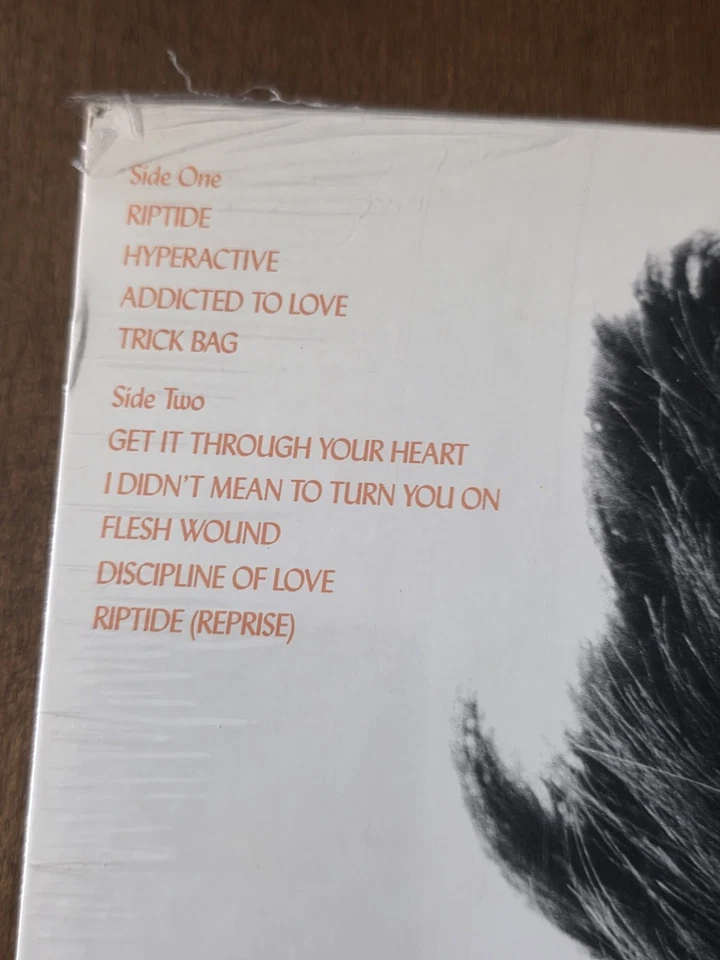 Side One
RIPTIDE
HYPERACTIVE
ADDICTED TO LOVE
TRICK BAG
Side Two
GET IT THROUGH YOUR HEART
I DIDN'T MEAN TO TURN YOU ON
FLESH WOUND
DISCIPLINE OF LOVE
RIPTIDE (REPRISE)